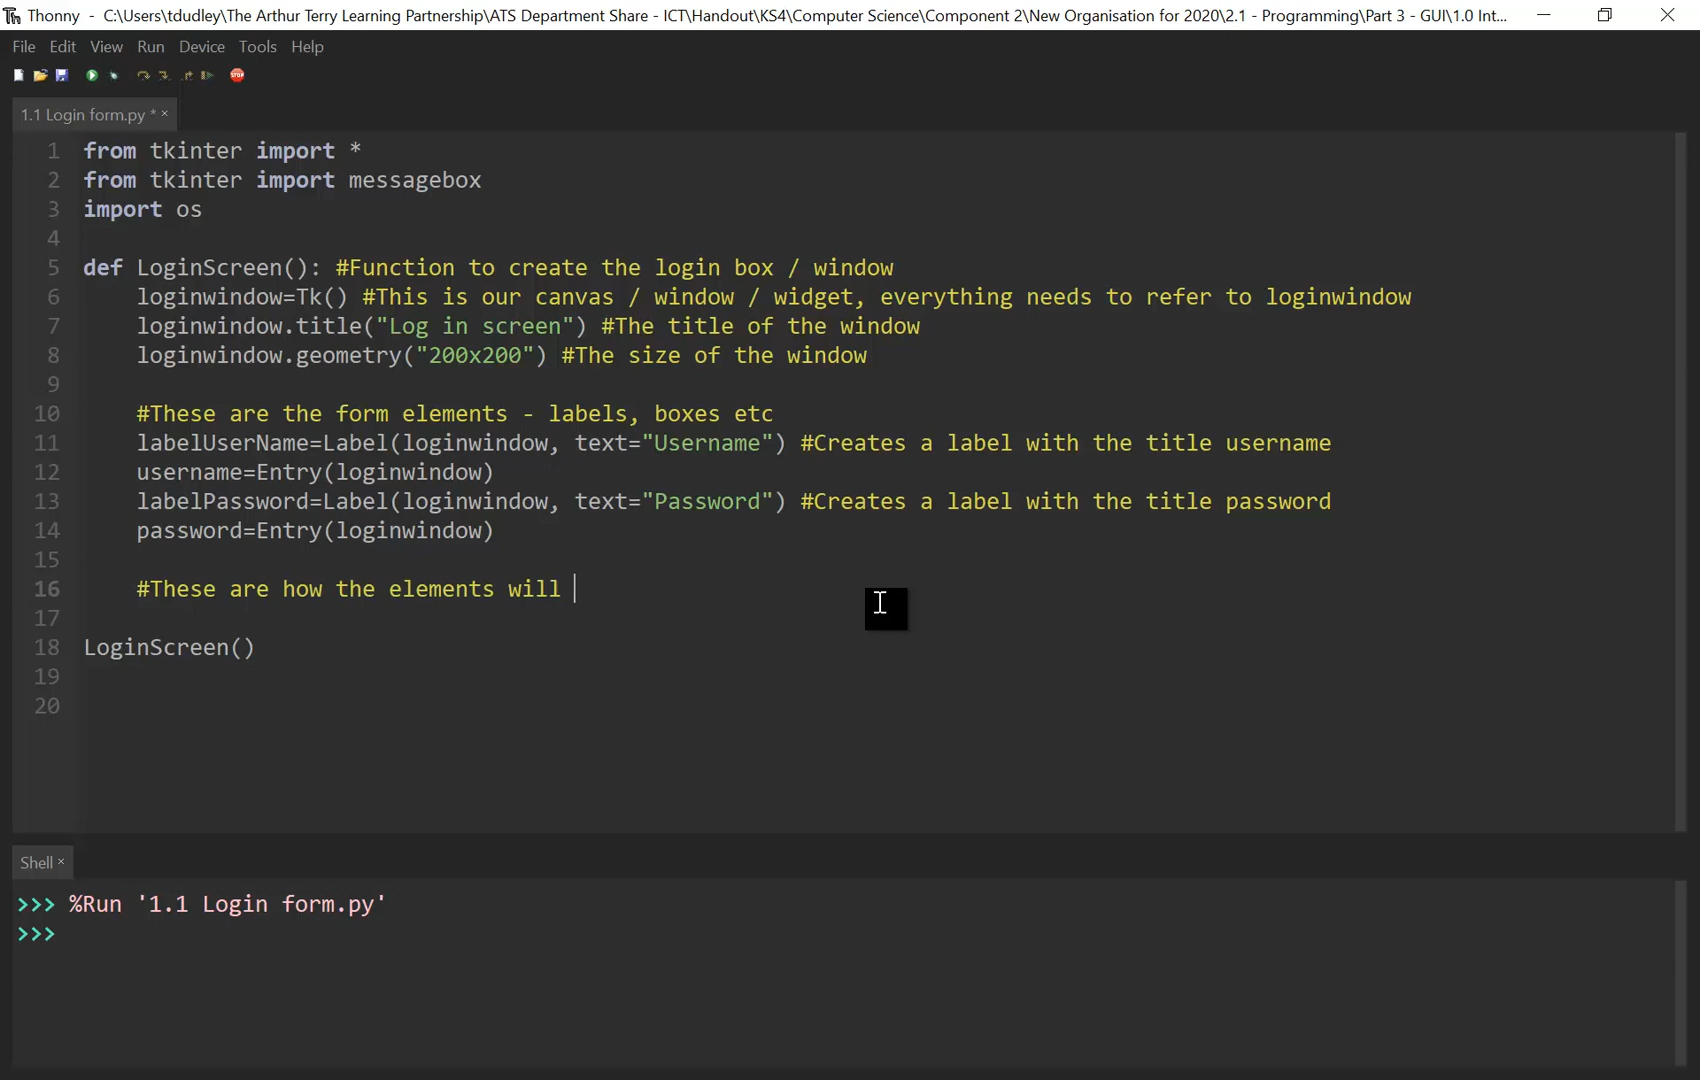 Thonny - C:\Users\tdudley\The Arthur Terry Learning Partnership\ATS Department Share - ICT\Handout\KS4\Computer Science\Component 2\New Organisation for 2020\2.1 - Programming\Part 3 - GUI\1.0 Int...
File Edit View Run Device Tools Help
STOP
1.1 Login form.py * ×
1 from tkinter import *
2 from tkinter import messagebox
3 import os
4
5 def LoginScreen(): #Function to create the login box / window
6     loginwindow=Tk() #This is our canvas / window / widget, everything needs to refer to loginwindow
7     loginwindow.title("Log in screen") #The title of the window
8     loginwindow.geometry("200x200") #The size of the window
9
10     #These are the form elements - labels, boxes etc
11     labelUserName=Label(loginwindow, text="Username") #Creates a label with the title username
12     username=Entry(loginwindow)
13     labelPassword=Label(loginwindow, text="Password") #Creates a label with the title password
14     password=Entry(loginwindow)
15
16     #These are how the elements will
17
18 LoginScreen()
19
20
Shell ×
>>> %Run '1.1 Login form.py'
>>>